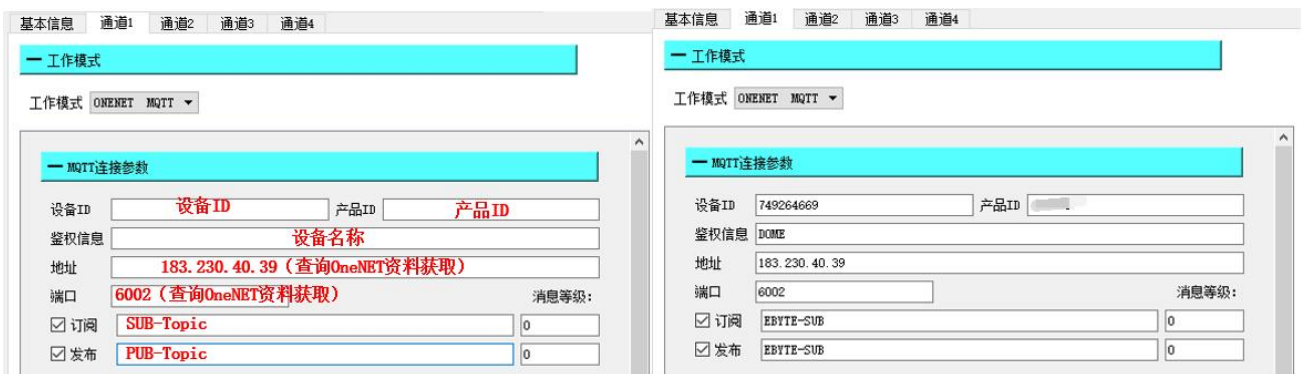 基本信息 通道1 通道2 通道3 通道4
一 工作模式
工作模式 ONENET MQTT
一 MQTT连接参数
设备ID 设备ID 产品ID 产品ID
鉴权信息 设备名称
地址 183.230.40.39（查询OneNET资料获取）
端口 6002（查询OneNET资料获取） 消息等级:
订阅 SUB-Topic 0
发布 PUB-Topic 0
基本信息 通道1 通道2 通道3 通道4
一 工作模式
工作模式 ONENET MQTT
一 MQTT连接参数
设备ID 749264669 产品ID
鉴权信息 DOME
地址 183.230.40.39
端口 6002 消息等级:
订阅 EBYTE-SUB 0
发布 EBYTE-SUB 0